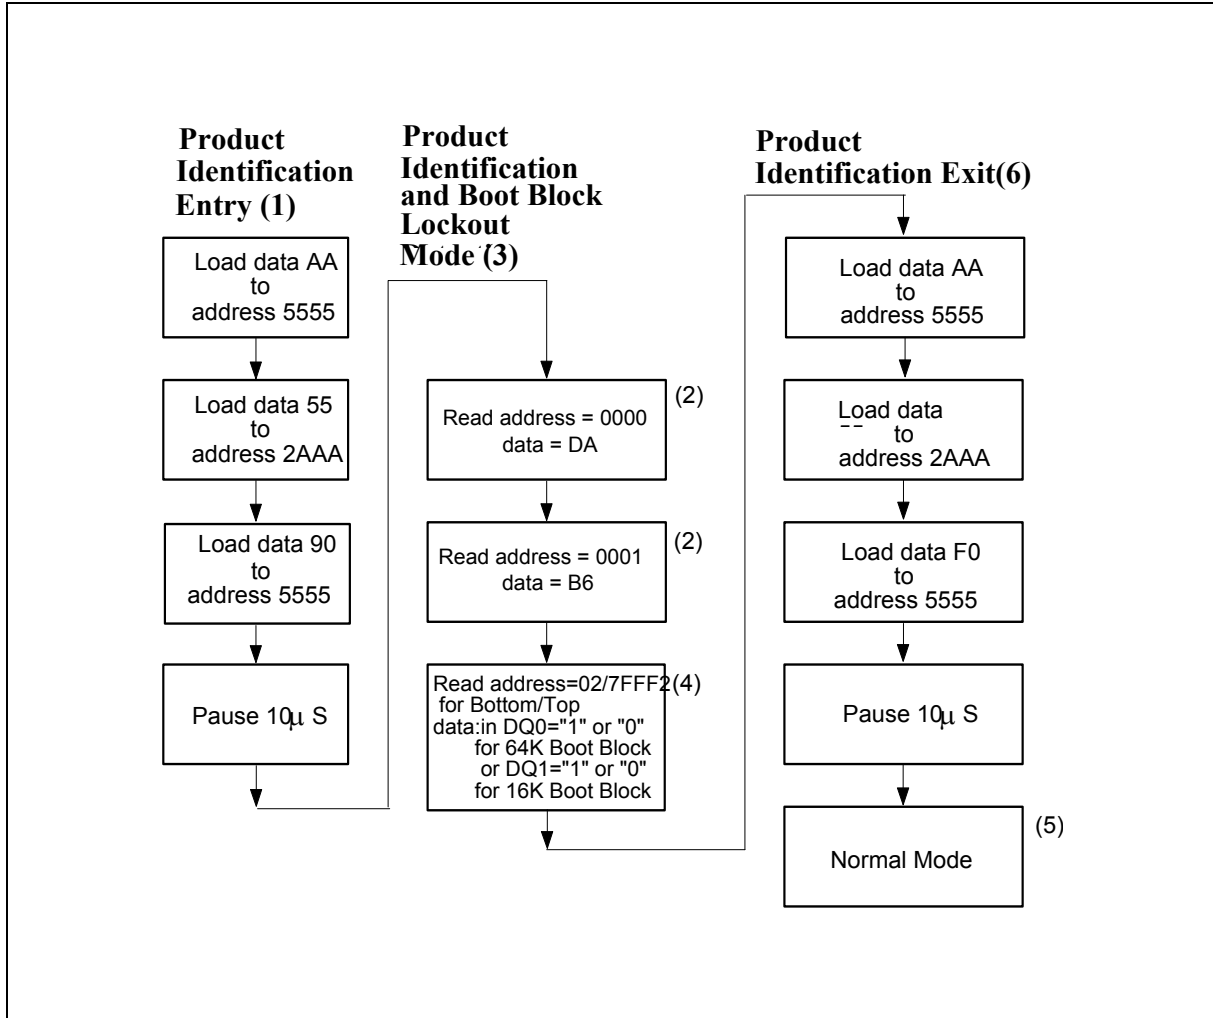 Product
Identification
Entry (1)
Load data AA
to
address 5555
Load data 55
to
address 2AAA
Load data 90
to
address 5555
Pause 10μ S
Product
Identification
and Boot Block
Lockout
Mode (3)
Read address = 0000
data = DA
(2)
Read address = 0001
data = B6
(2)
Read address=02/7FFF2(4)
for Bottom/Top
data:in DQ0="1" or "0"
for 64K Boot Block
or DQ1="1" or "0"
for 16K Boot Block
Product
Identification Exit(6)
Load data AA
to
address 5555
Load data
to
address 2AAA
Load data F0
to
address 5555
Pause 10μ S
Normal Mode
(5)